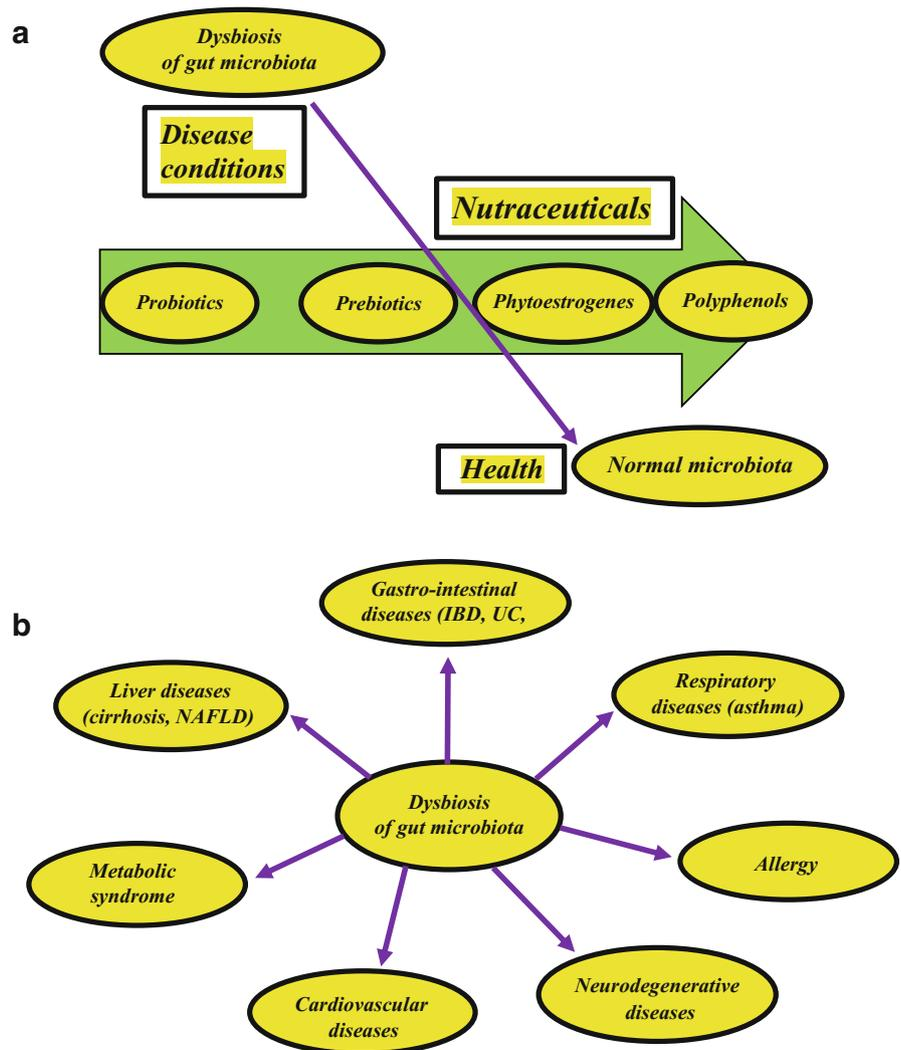 a
Dysbiosis
of gut microbiota
Disease
conditions
Nutraceuticals
Probiotics
Prebiotics
Phytoestrogenes
Polyphenols
Health
Normal microbiota
b
Gastro-intestinal
diseases (IBD, UC,
Liver diseases
(cirrhosis, NAFLD)
Respiratory
diseases (asthma)
Dysbiosis
of gut microbiota
Metabolic
syndrome
Allergy
Cardiovascular
diseases
Neurodegenerative
diseases